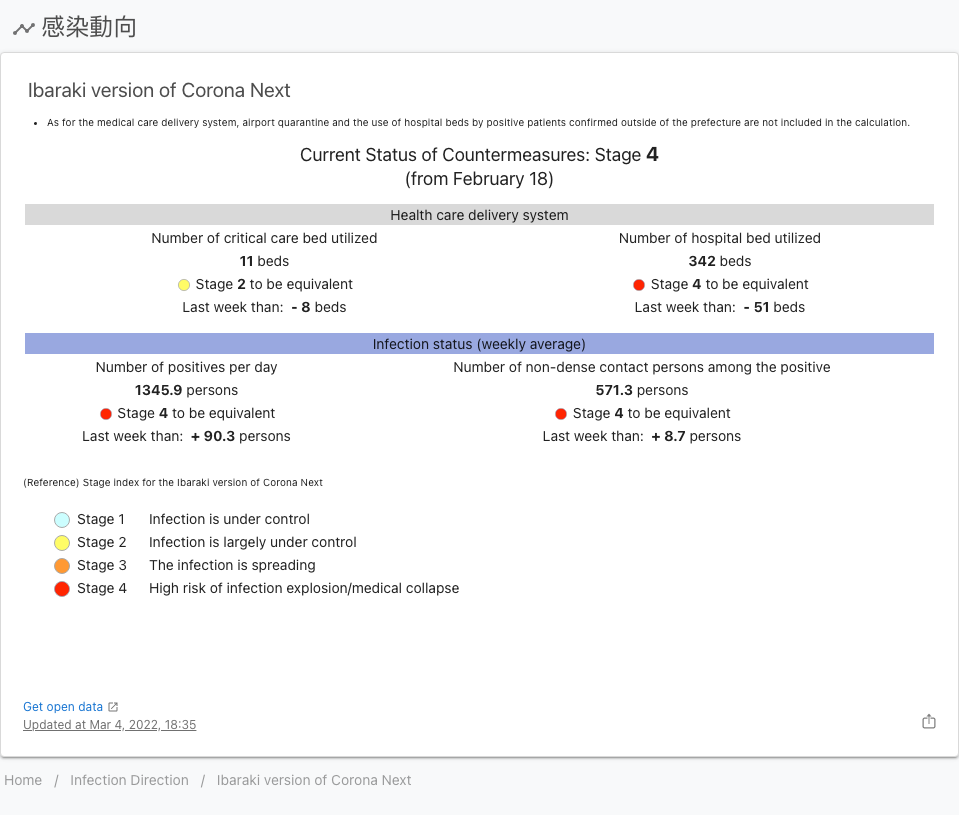 感染動向
Ibaraki version of Corona Next
• As for the medical care delivery system, airport quarantine and the use of hospital beds by positive patients confirmed outside of the prefecture are not included in the calculation.
Current Status of Countermeasures: Stage 4
(from February 18)
Health care delivery system
Number of critical care bed utilized
11 beds
Stage 2 to be equivalent
Last week than: - 8 beds
Number of hospital bed utilized
342 beds
Stage 4 to be equivalent
Last week than: - 51 beds
Infection status (weekly average)
Number of positives per day
1345.9 persons
Stage 4 to be equivalent
Last week than: + 90.3 persons
Number of non-dense contact persons among the positive
571.3 persons
Stage 4 to be equivalent
Last week than: + 8.7 persons
(Reference) Stage index for the Ibaraki version of Corona Next
Stage 1 Infection is under control
Stage 2 Infection is largely under control
Stage 3 The infection is spreading
Stage 4 High risk of infection explosion/medical collapse
Get open data
Updated at Mar 4, 2022, 18:35
Home / Infection Direction / Ibaraki version of Corona Next